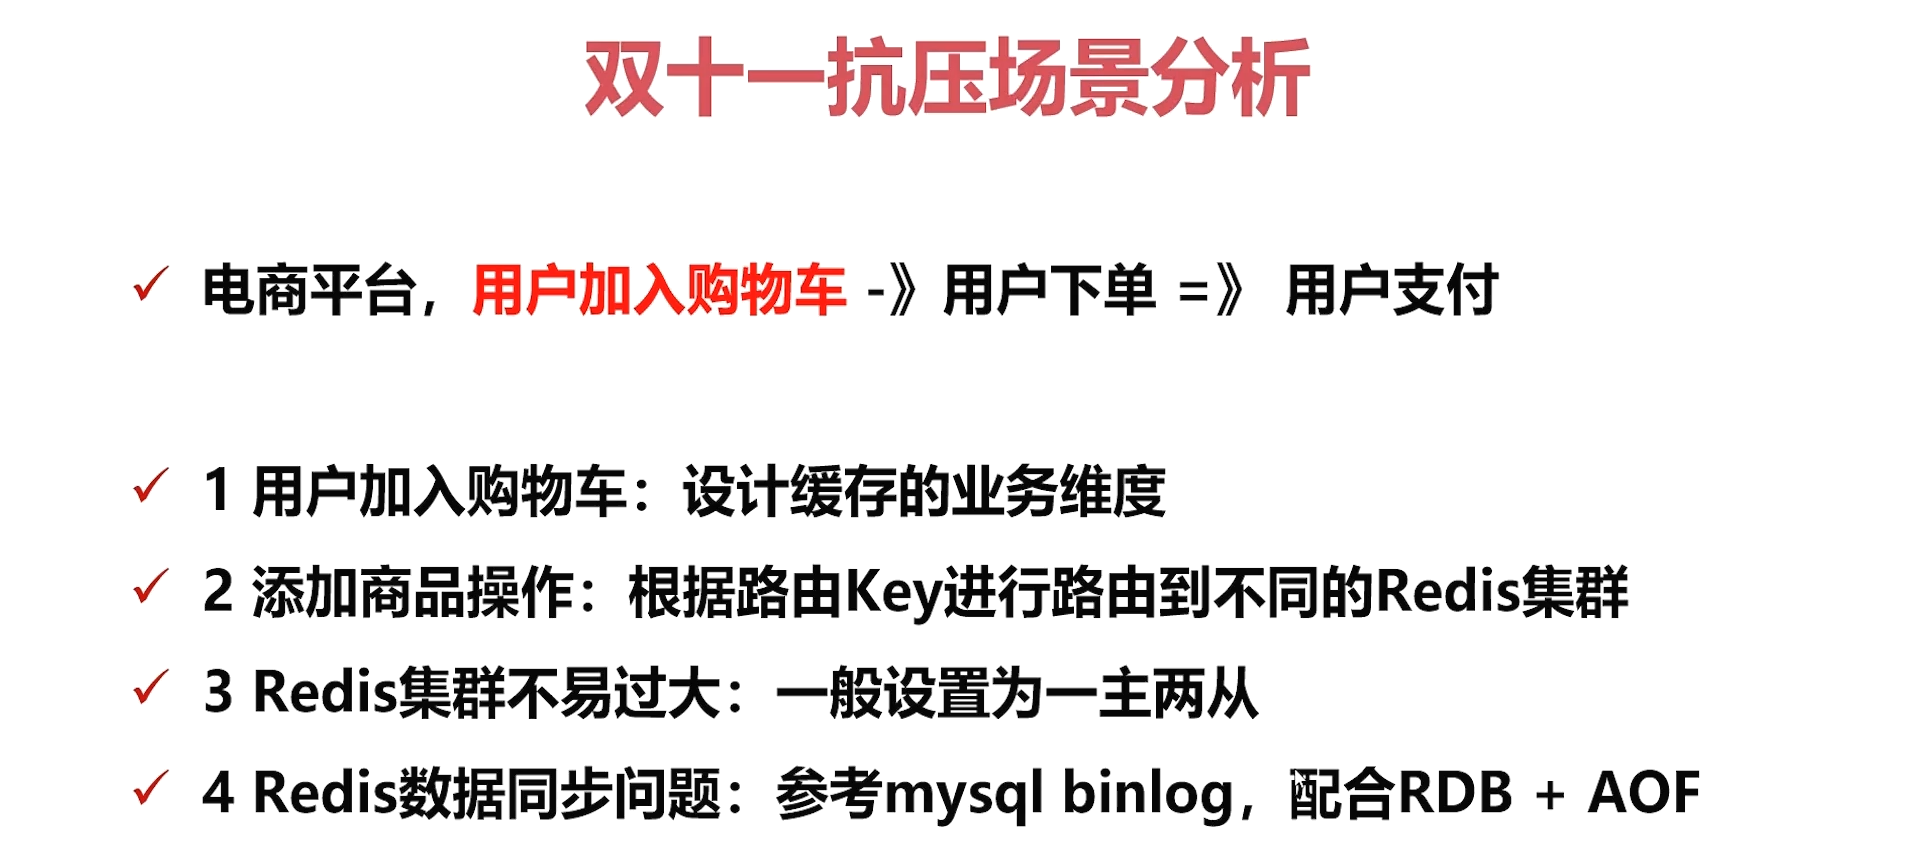 双十一抗压场景分析
电商平台，用户加入购物车 -》用户下单 =》 用户支付
1 用户加入购物车：设计缓存的业务维度
2 添加商品操作：根据路由Key进行路由到不同的Redis集群
3 Redis集群不易过大：一般设置为一主两从
4 Redis数据同步问题：参考mysql binlog，配合RDB + AOF